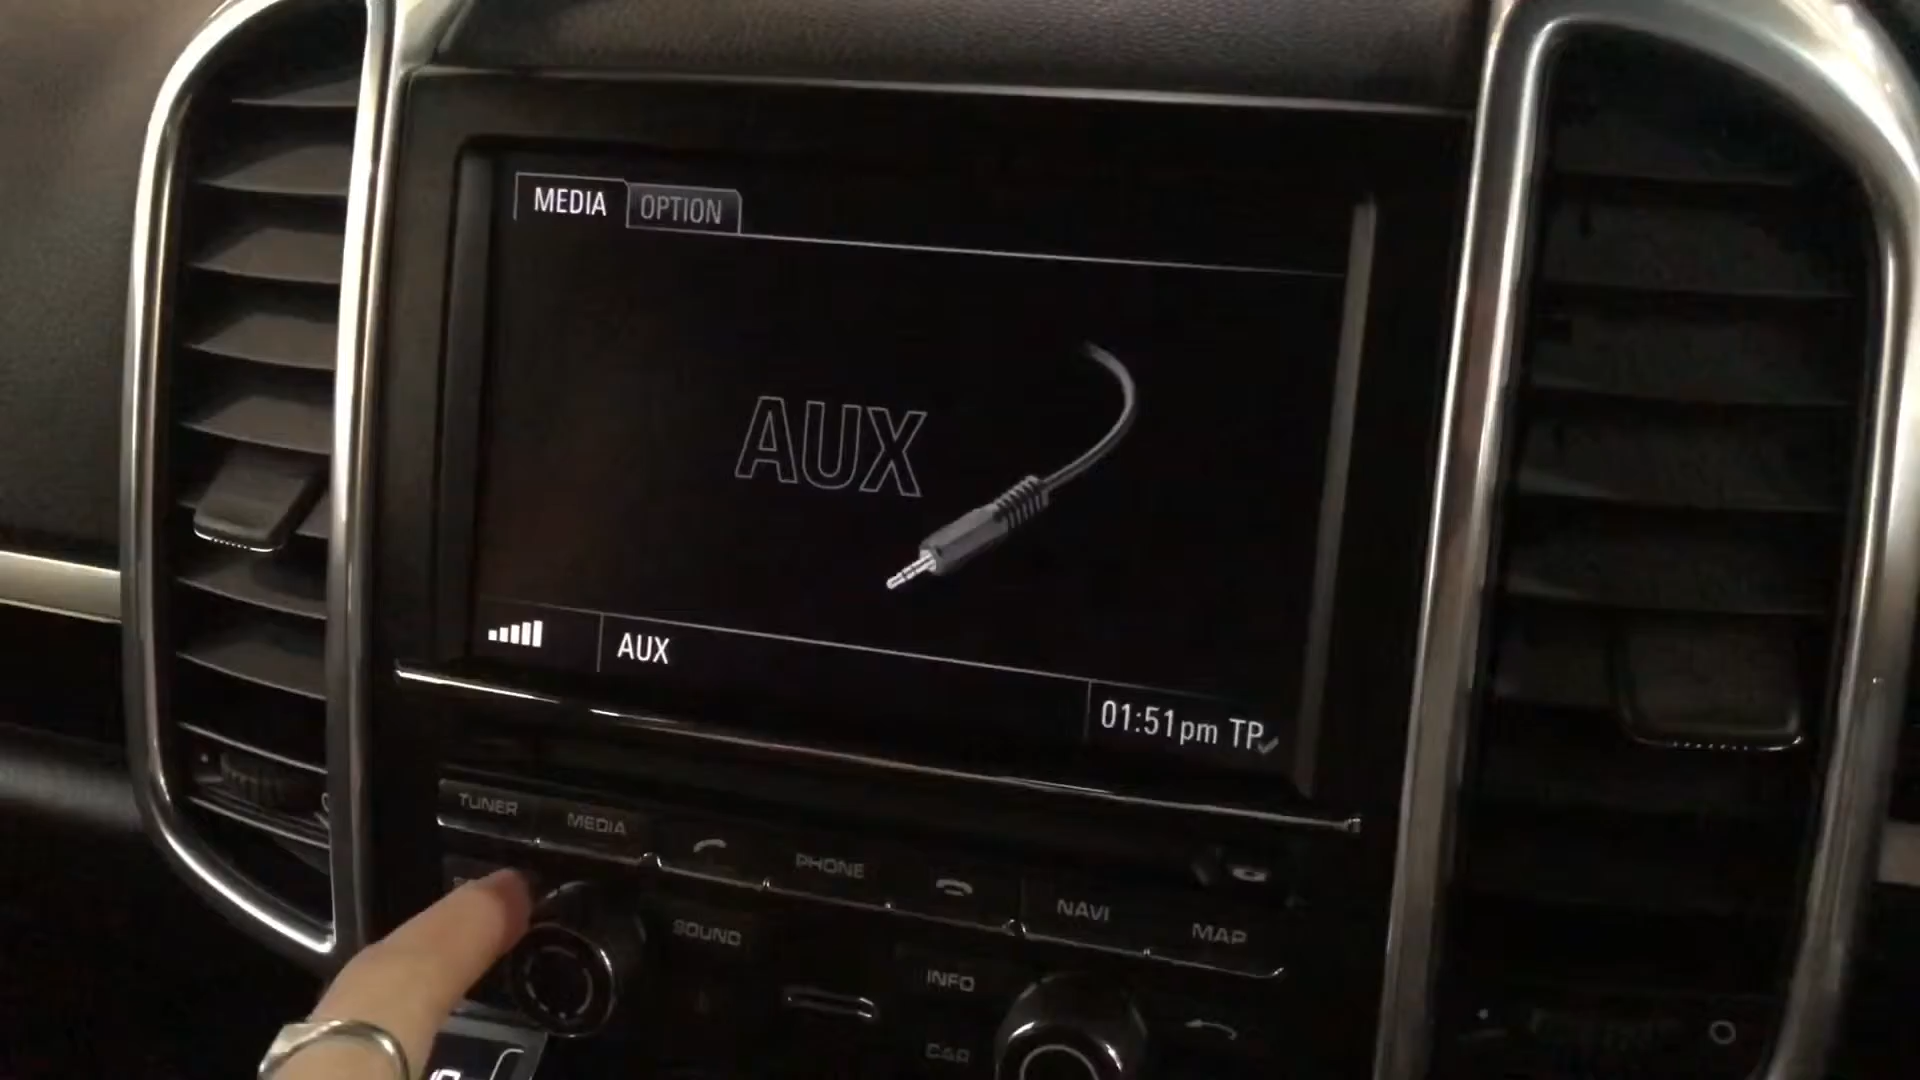 MEDIA
OPTION
AUX
AUX
01:51pm TP
TUNER
MEDIA
PHONE
NAVI
MAP
SOUND
INFO
CAR